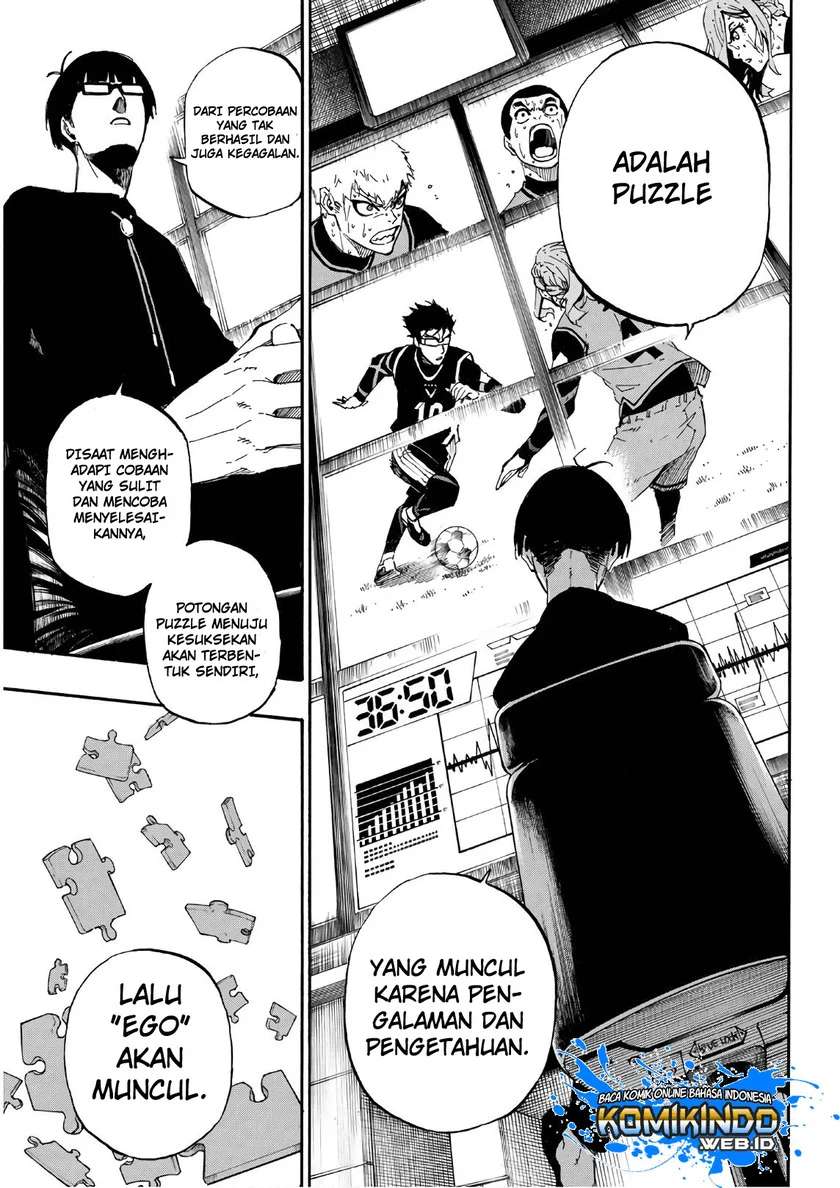 ADALAH
PUZZLE
YANG MUNCUL
KARENA PEN-
GALAMAN DAN
PENGETAHUAN.
36:50
10
DARI PERCOBAAN
YANG TAK
BERHASIL DAN
JUGA KEGAGALAN.
DISAAT MENGH-
ADAPI COBAAN
YANG SULIT
DAN MENCOBA
MENYELESAI-
KANNYA,
POTONGAN
PUZZLE MENUJU
KESUKSEKAN
AKAN TERBEN-
TUK SENDIRI,
LALU
"EGO"
AKAN
MUNCUL.
BACA KOMIK ONLINE BAHASA INDONESIA
KOMIKINDO
WEB.ID